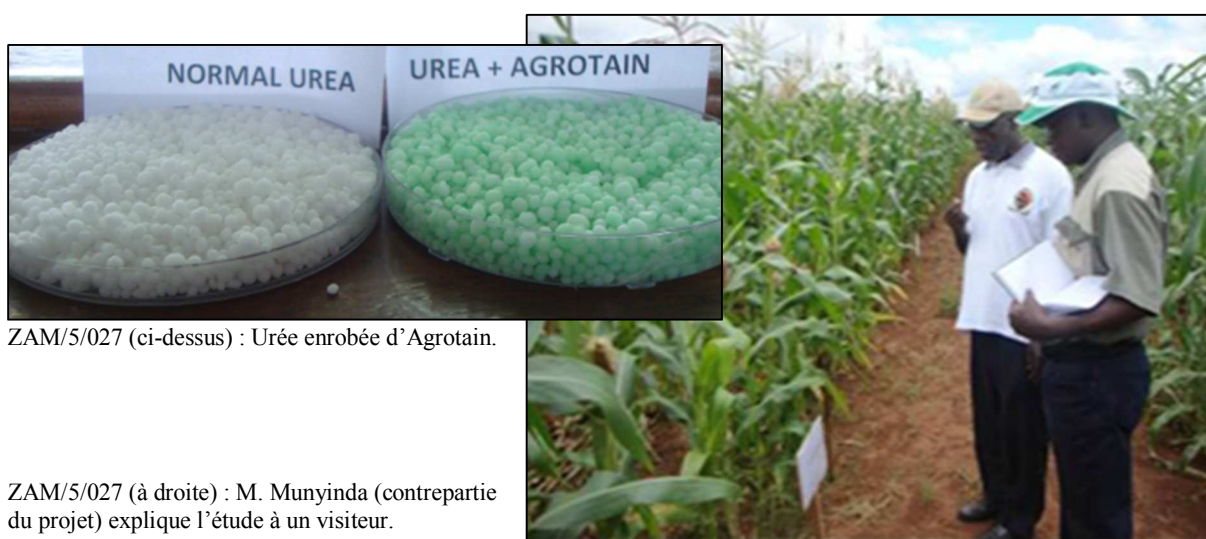 NORMAL UREA
UREA + AGROTAIN
ZAM/5/027 (ci-dessus) : Urée enrobée d’Agrotain.
ZAM/5/027 (à droite) : M. Munyinda (contrepartie
du projet) explique l’étude à un visiteur.